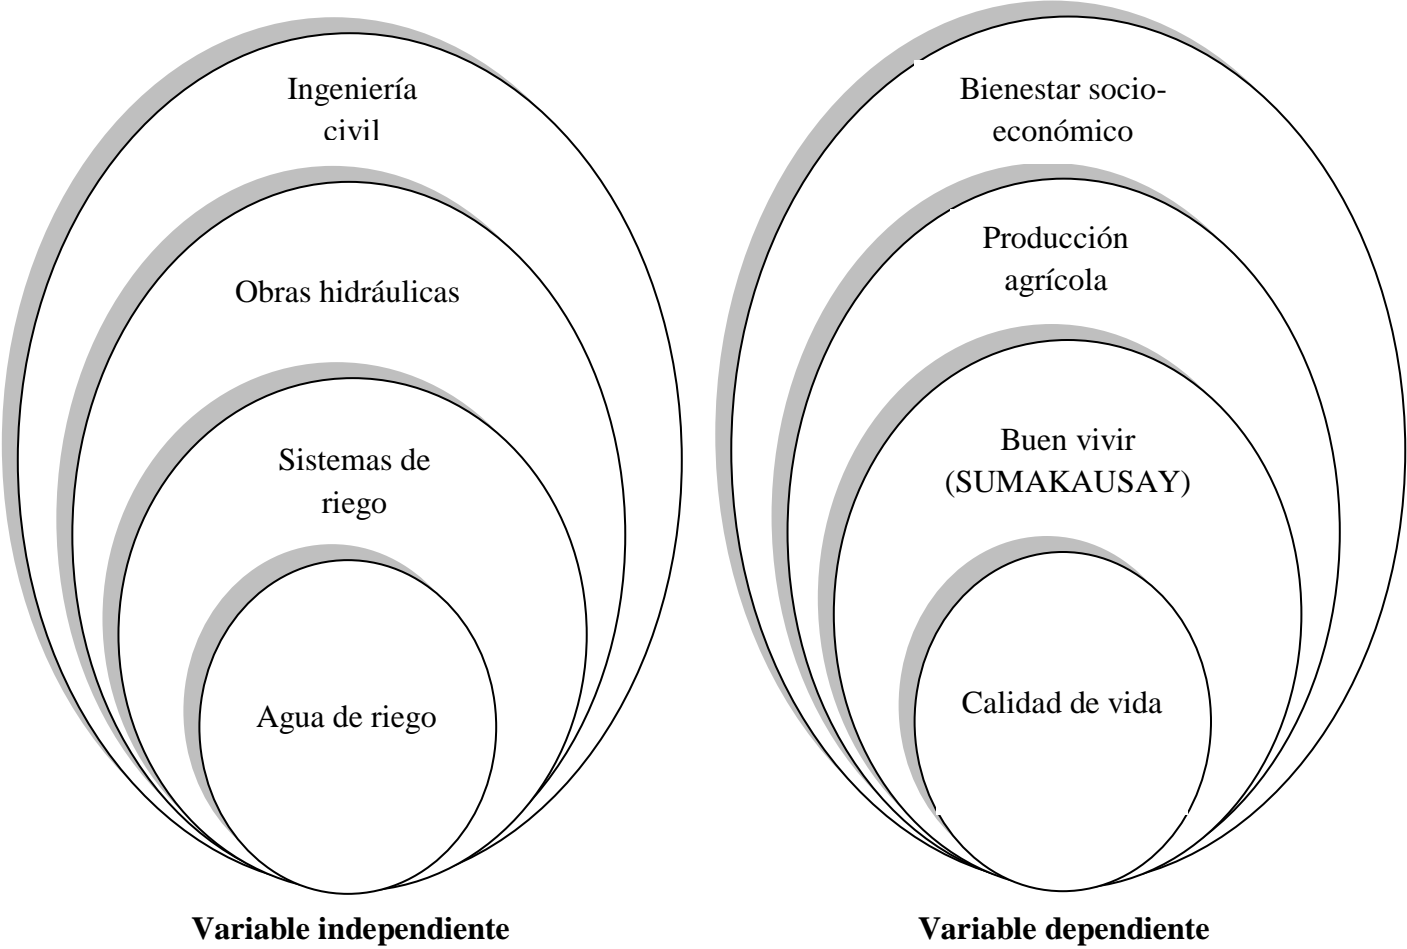 Ingeniería
civil
Obras hidráulicas
Sistemas de
riego
Agua de riego
Variable independiente
Bienestar socio-
económico
Producción
agrícola
Buen vivir
(SUMAKAUSAY)
Calidad de vida
Variable dependiente